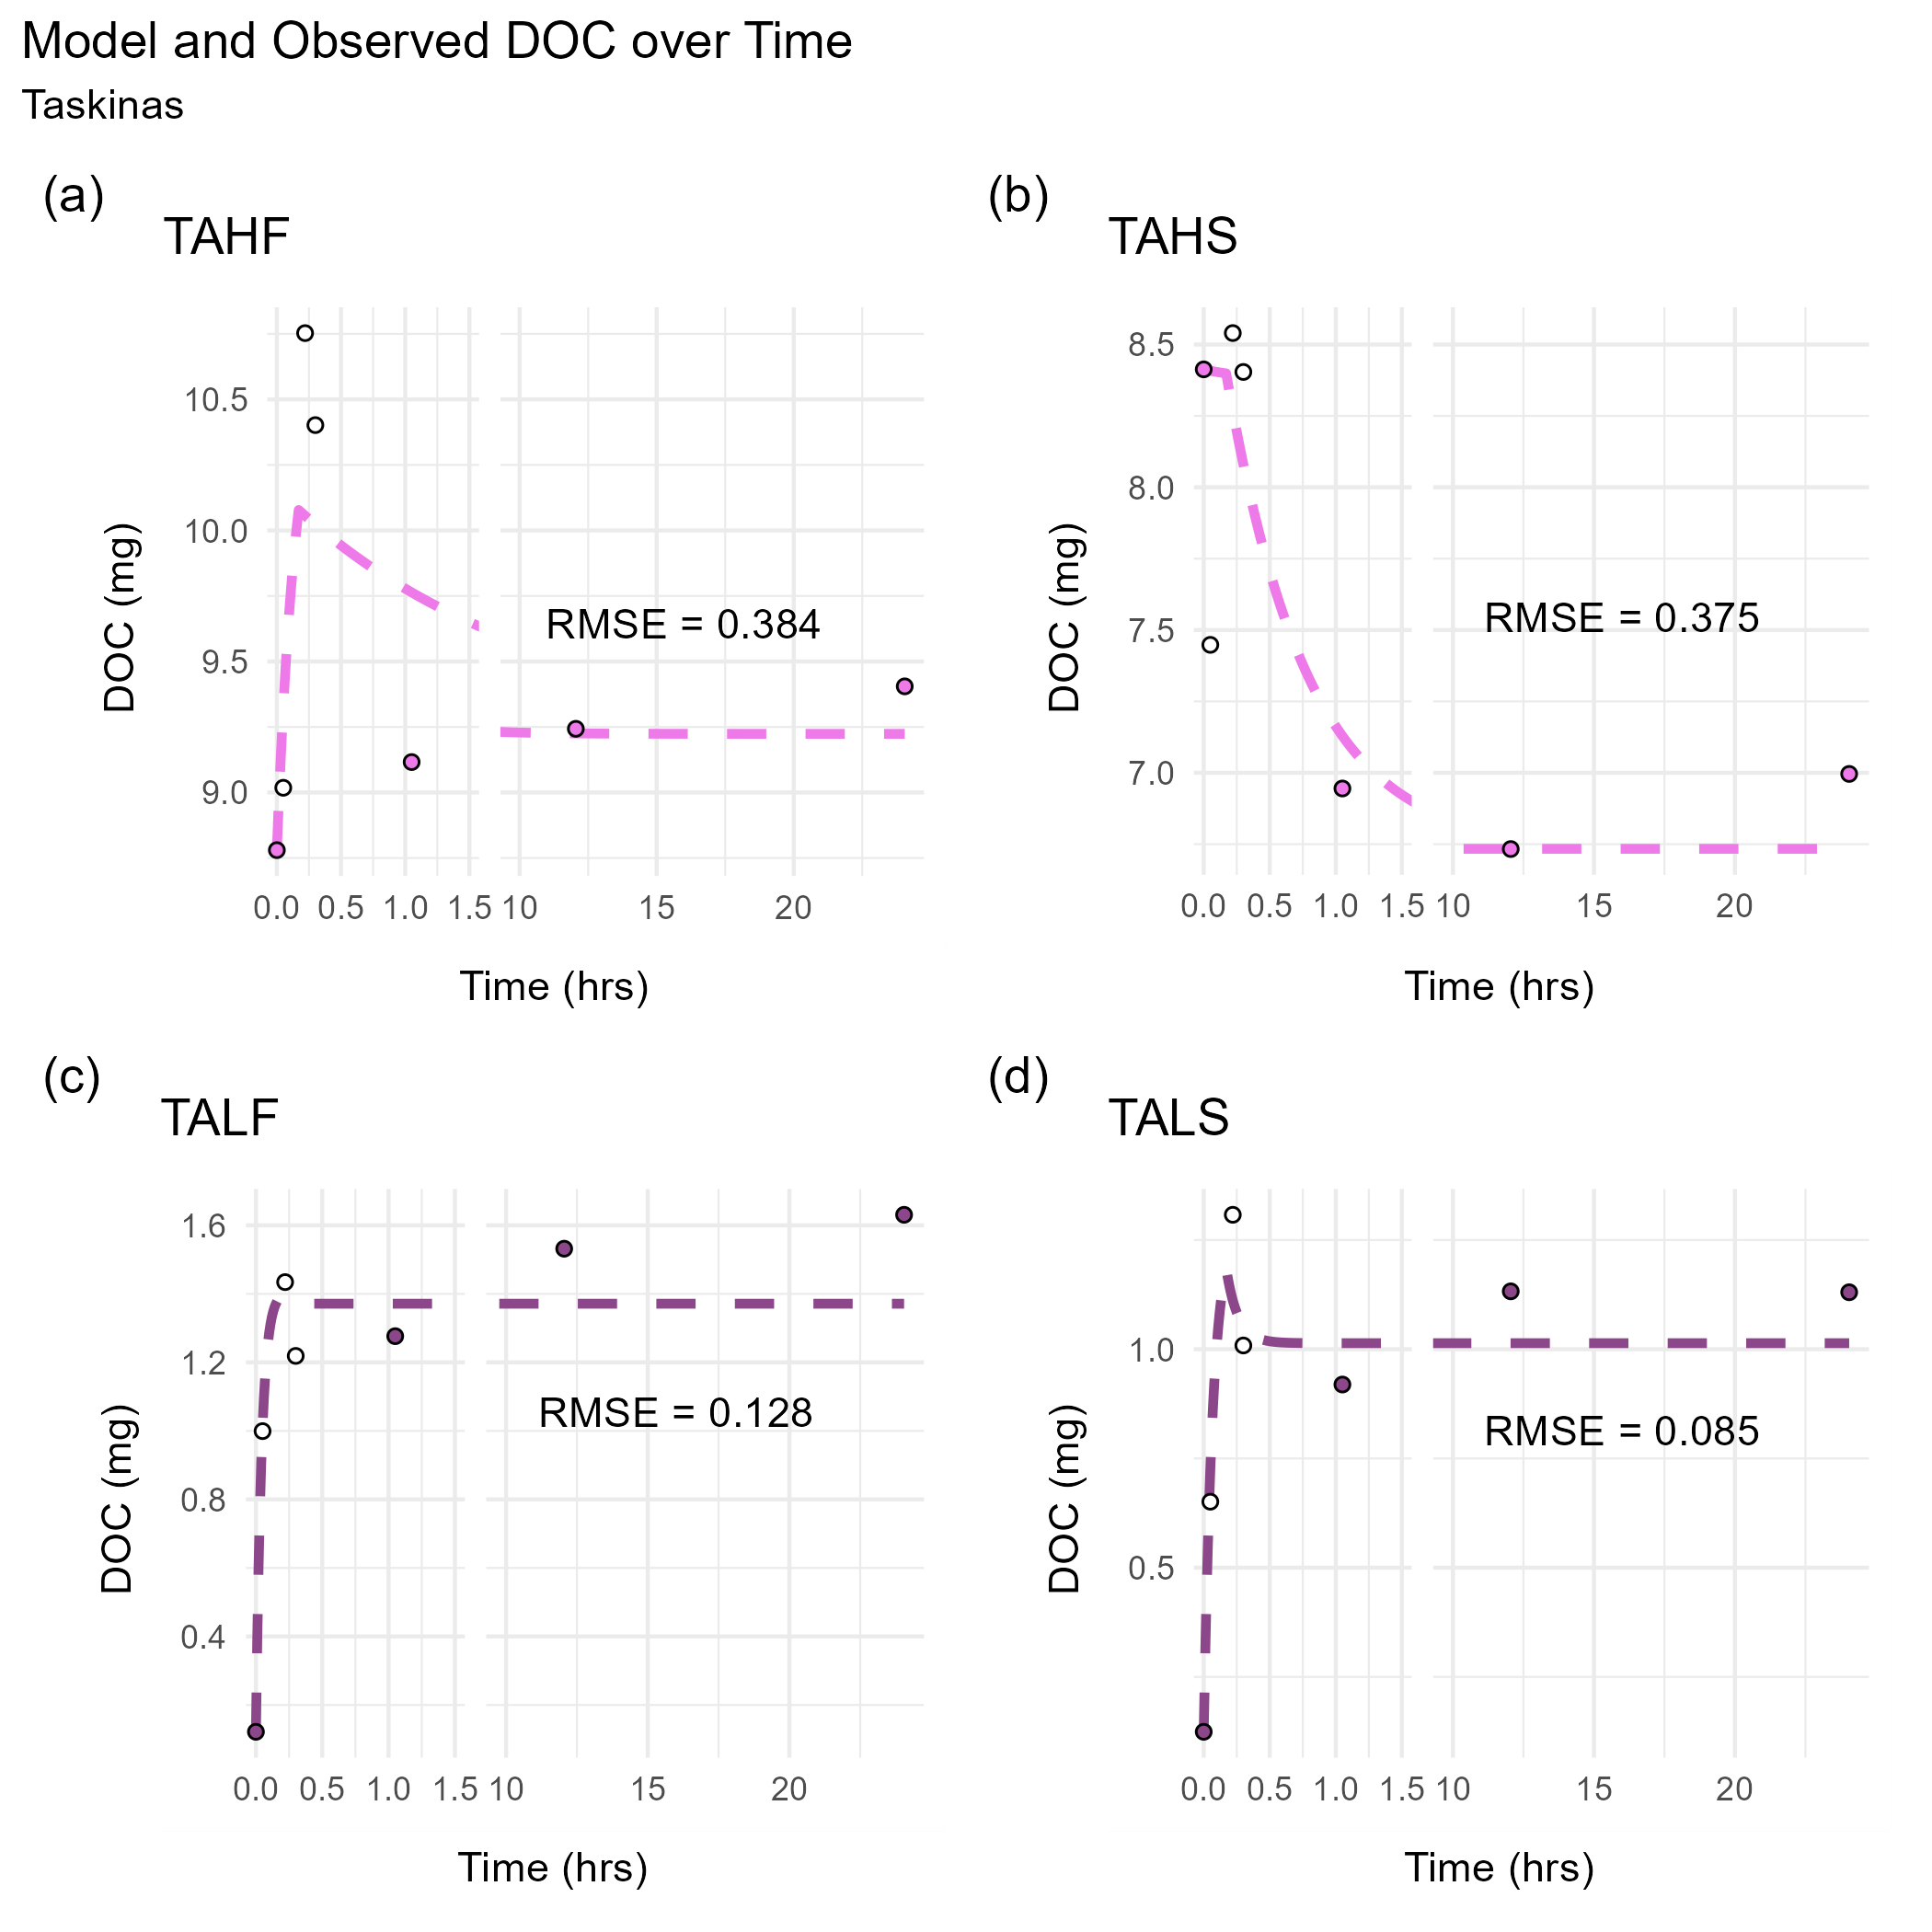 Model and Observed DOC over Time
Taskinas
(a)
TAHF
10.5
10.0
9.5
9.0
DOC (mg)
RMSE = 0.384
0.0 0.5 1.0 1.5 10 15 20
Time (hrs)
(b)
TAHS
8.5
8.0
7.5
7.0
DOC (mg)
RMSE = 0.375
0.0 0.5 1.0 1.5 10 15 20
Time (hrs)
(c)
TALF
1.6
1.2
0.8
0.4
DOC (mg)
RMSE = 0.128
0.0 0.5 1.0 1.5 10 15 20
Time (hrs)
(d)
TALS
1.0
0.5
DOC (mg)
RMSE = 0.085
0.0 0.5 1.0 1.5 10 15 20
Time (hrs)